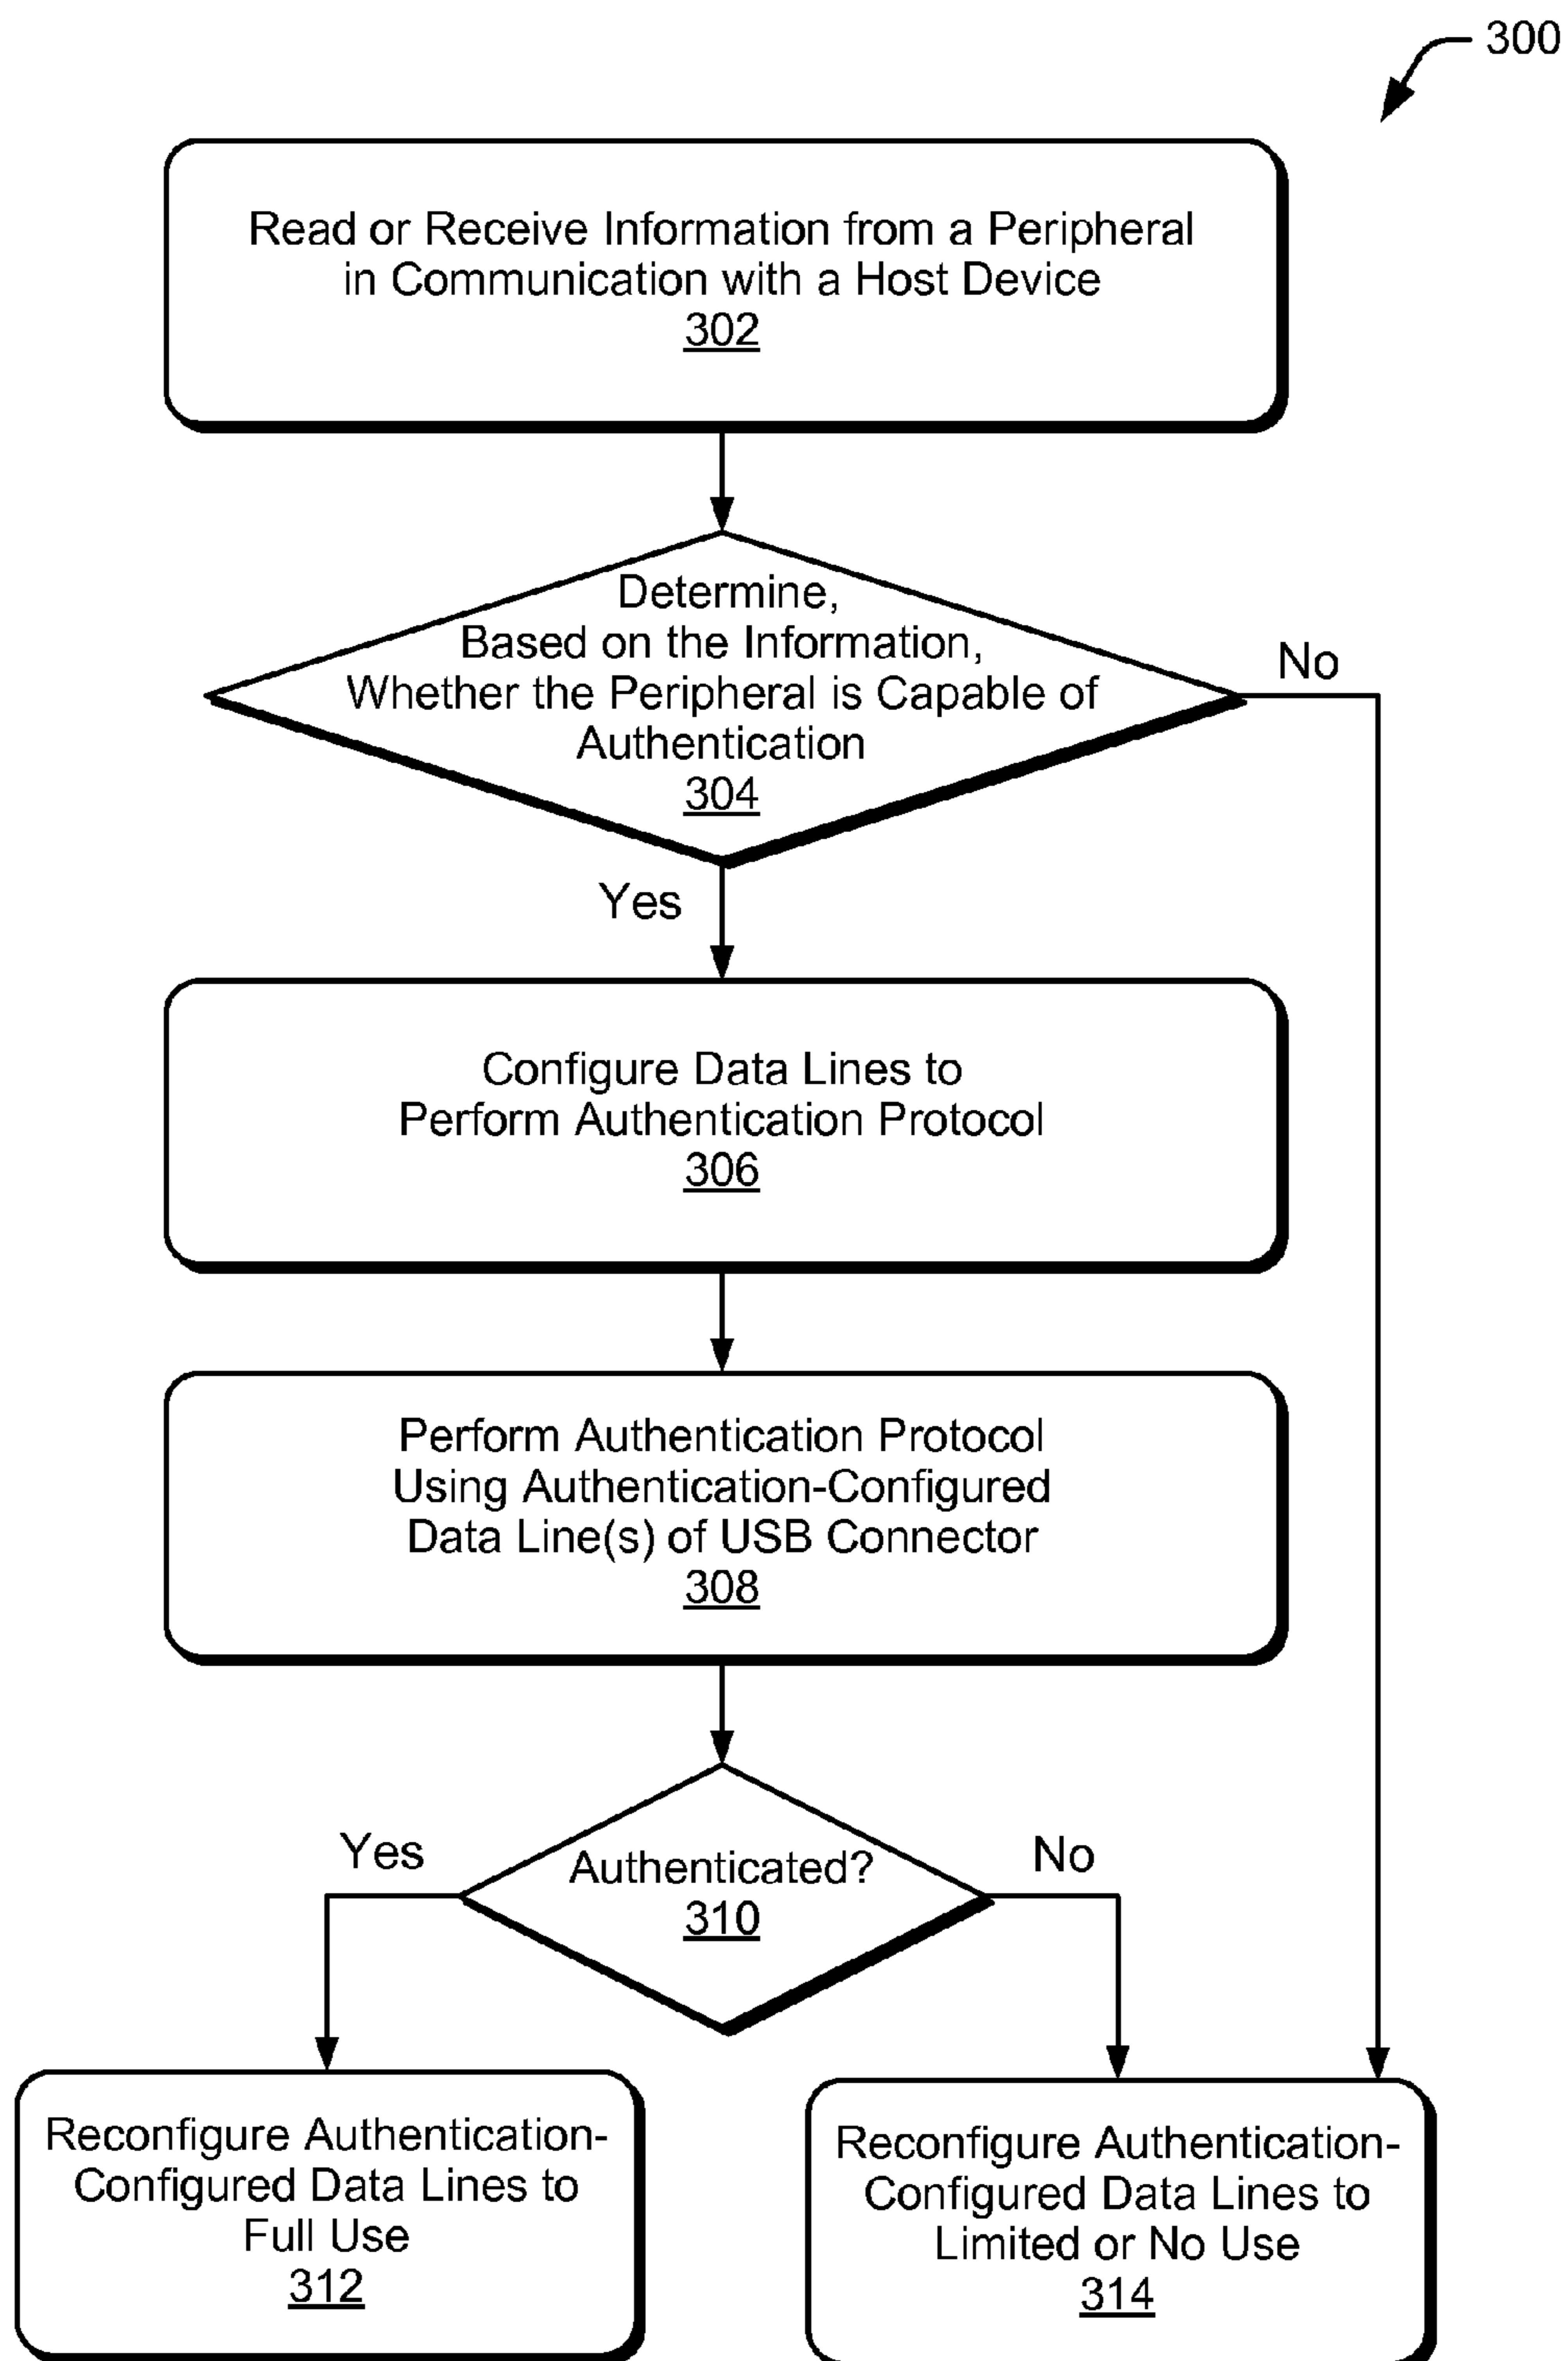 300
Read or Receive Information from a Peripheral
in Communication with a Host Device
302
Determine,
Based on the Information,
Whether the Peripheral is Capable of
Authentication
304
No
Yes
Configure Data Lines to
Perform Authentication Protocol
306
Perform Authentication Protocol
Using Authentication-Configured
Data Line(s) of USB Connector
308
Yes
Authenticated?
310
No
Reconfigure Authentication-
Configured Data Lines to
Full Use
312
Reconfigure Authentication-
Configured Data Lines to
Limited or No Use
314